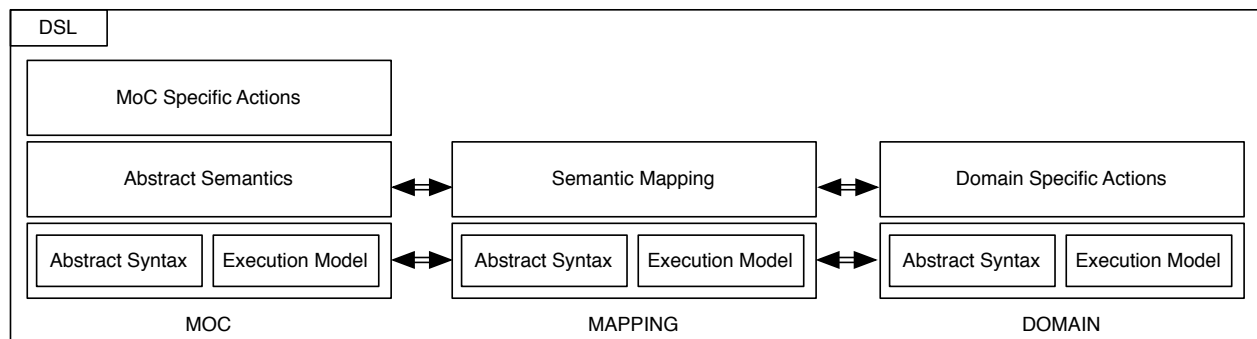 DSL
MoC Specific Actions
Abstract Semantics
Semantic Mapping
Domain Specific Actions
Abstract Syntax
Execution Model
Abstract Syntax
Execution Model
Abstract Syntax
Execution Model
MOC
MAPPING
DOMAIN